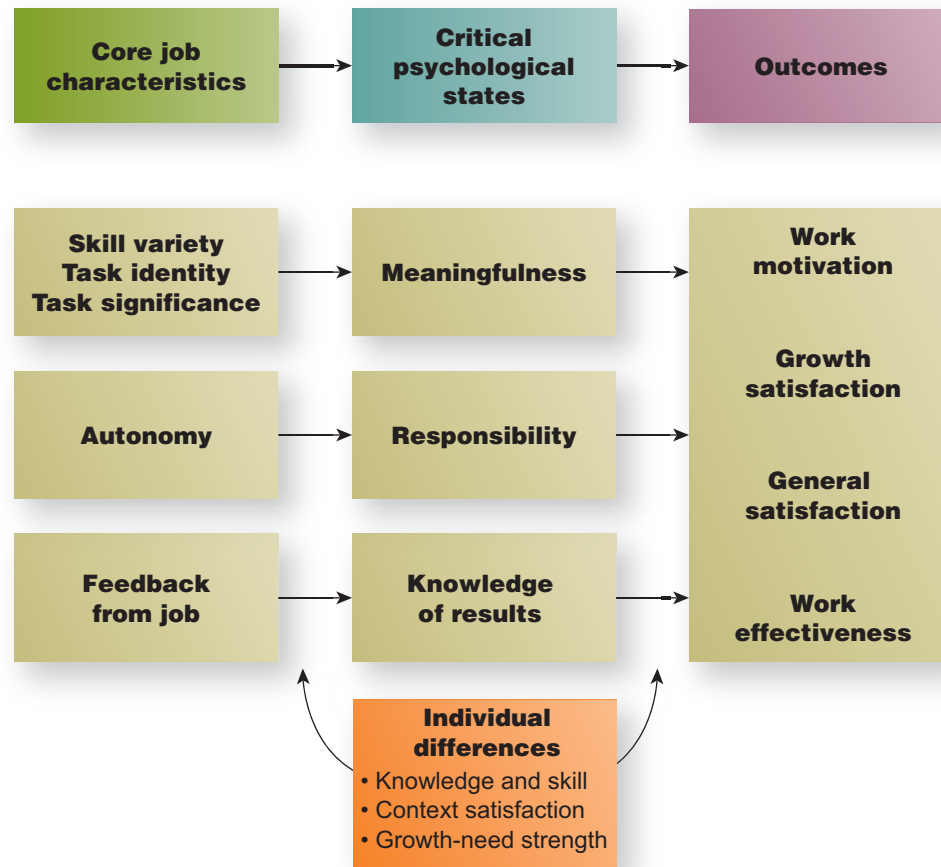 Core job
characteristics
Critical
psychological
states
Outcomes
Skill variety
Task identity
Task significance
Meaningfulness
Work
motivation
Growth
satisfaction
Autonomy
Responsibility
General
satisfaction
Feedback
from job
Knowledge
of results
Work
effectiveness
Individual
differences
• Knowledge and skill
• Context satisfaction
• Growth-need strength